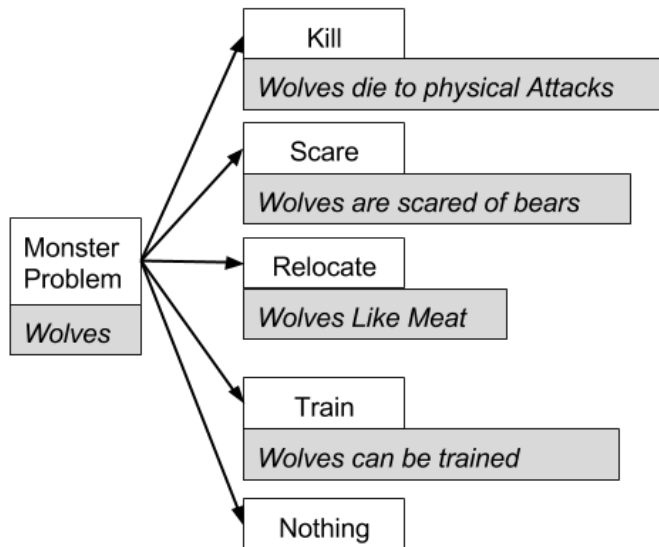 Kill
Wolves die to physical Attacks
Scare
Wolves are scared of bears
Monster
Problem
Wolves
Relocate
Wolves Like Meat
Train
Wolves can be trained
Nothing